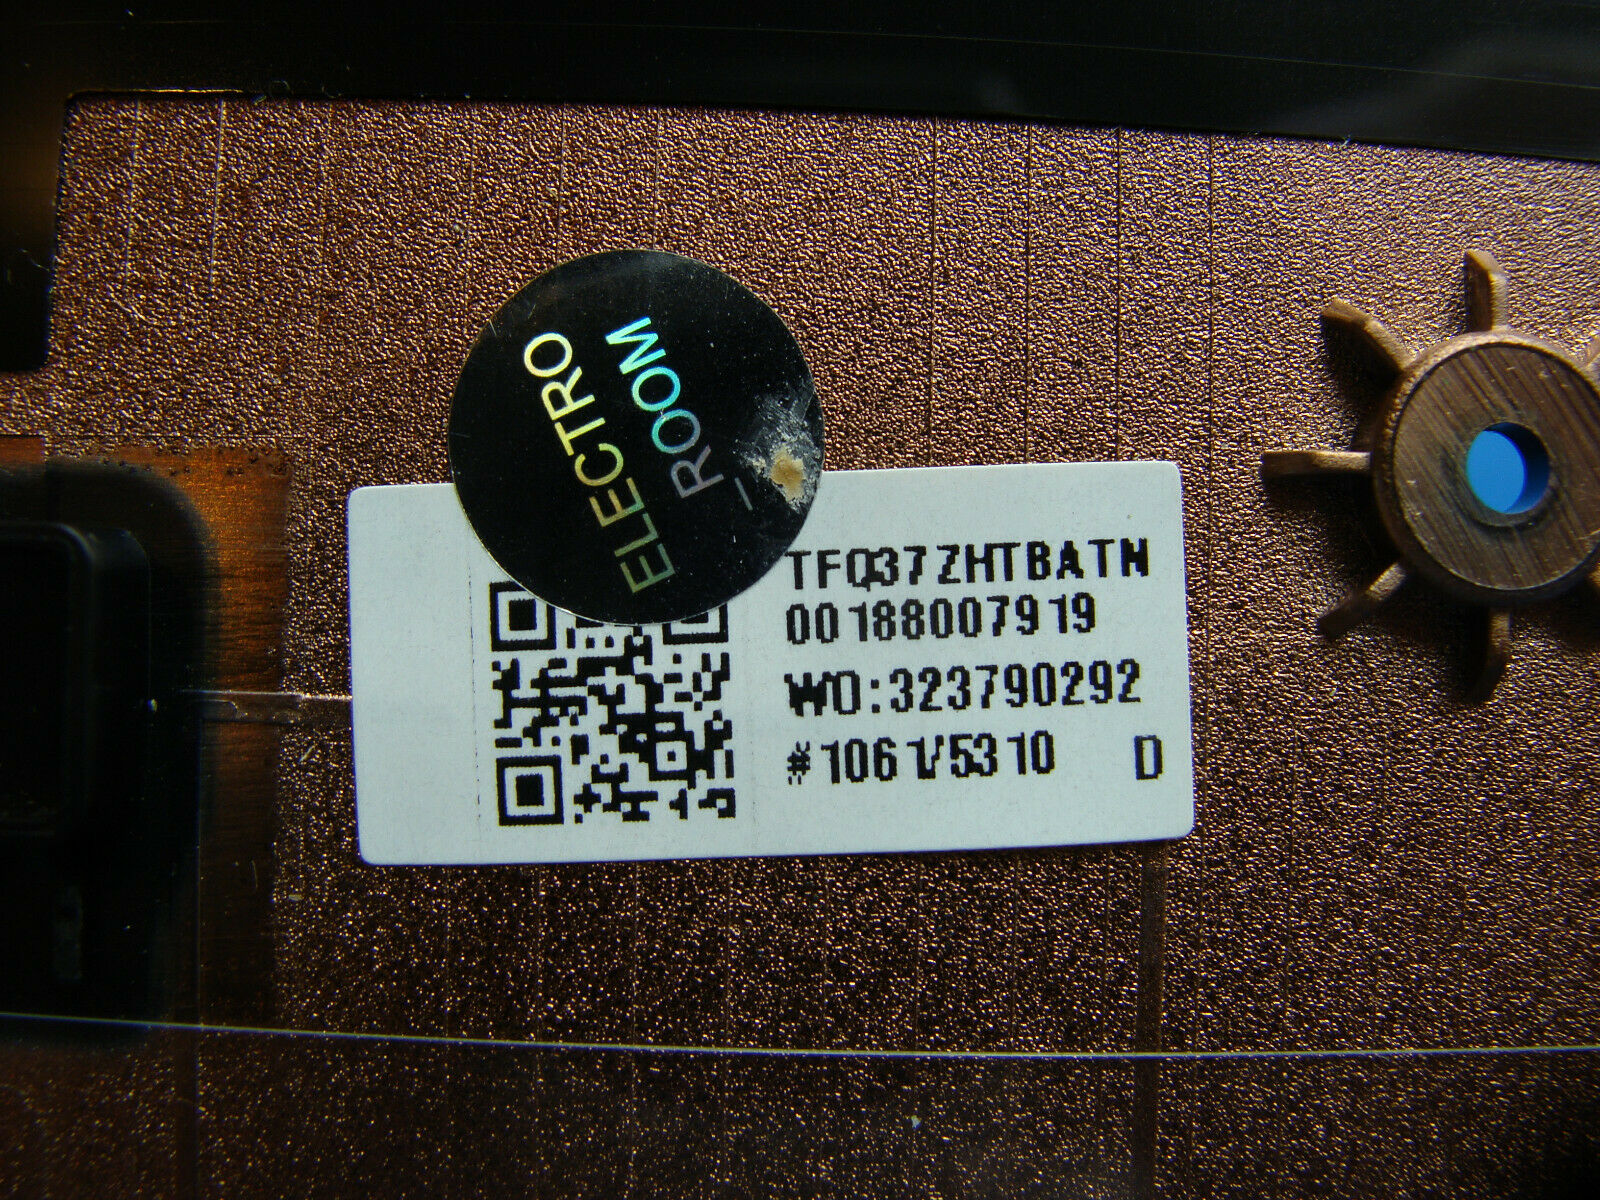 ELECTRO
_ROOM
TFQ37ZHTBATN
00188007919
WO:323790292
#1061/5310 D